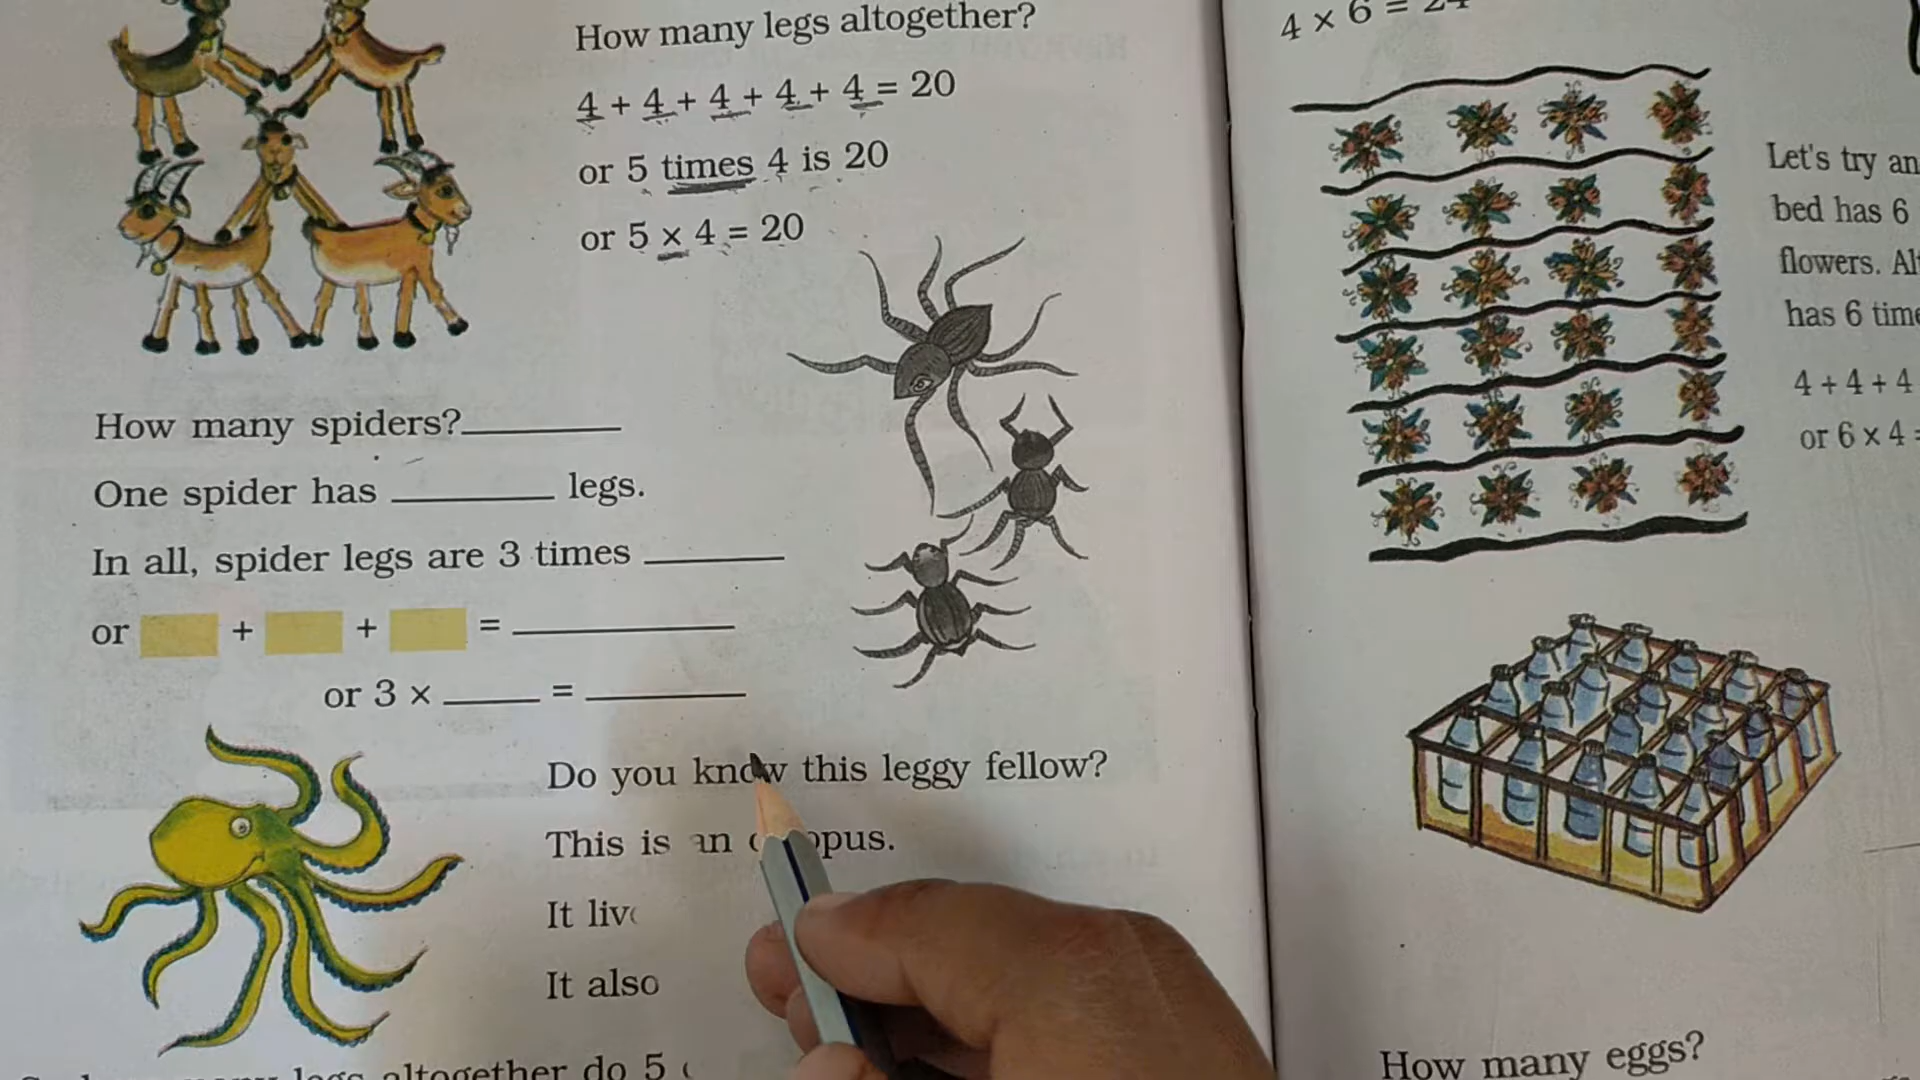 How many legs altogether?
4 + 4 + 4 + 4 + 4 = 20
or 5 times 4 is 20
or 5 × 4 = 20
How many spiders?
One spider has legs.
In all, spider legs are 3 times
or + + =
or 3 × =
Do you know this leggy fellow?
This is an
It
It also
altogether do 5
4 × 6 =
Let's try
bed has 6
flowers.
has 6
4 + 4 + 4
or 6 × 4
How many eggs?